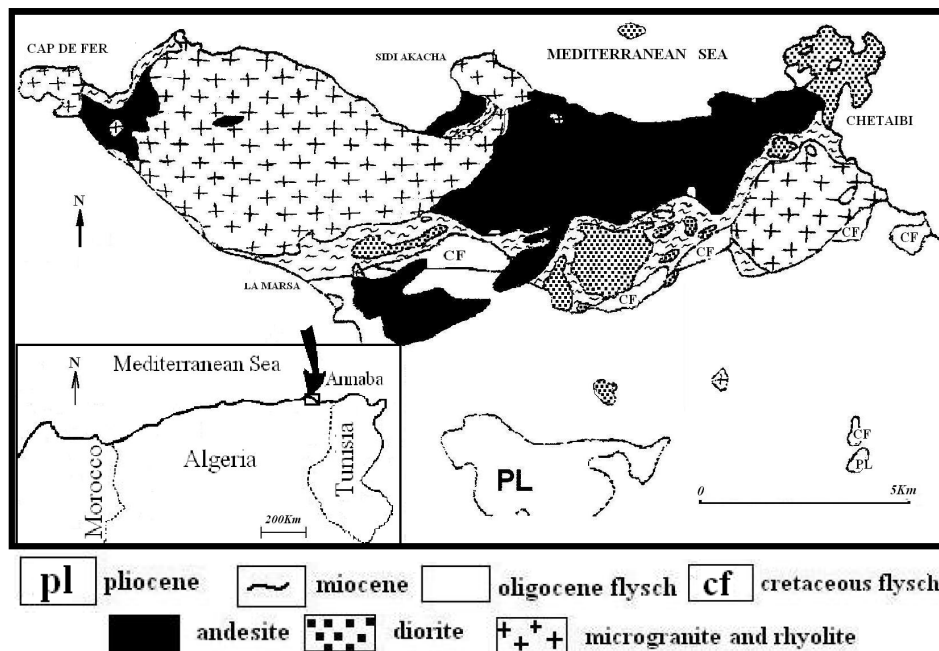 CAP DE FER
SIDI AKACHA
MEDITERRANEAN SEA
CHETAIBI
N
CF
CF
CF
CF
CF
LA MARSA
N
Mediterranean Sea
Annaba
Morocco
Algeria
Tunisia
200Km
PL
CF
PL
0 5Km
pl pliocene miocene oligocene flysch cf cretaceous flysch
andesite diorite microgranite and rhyolite